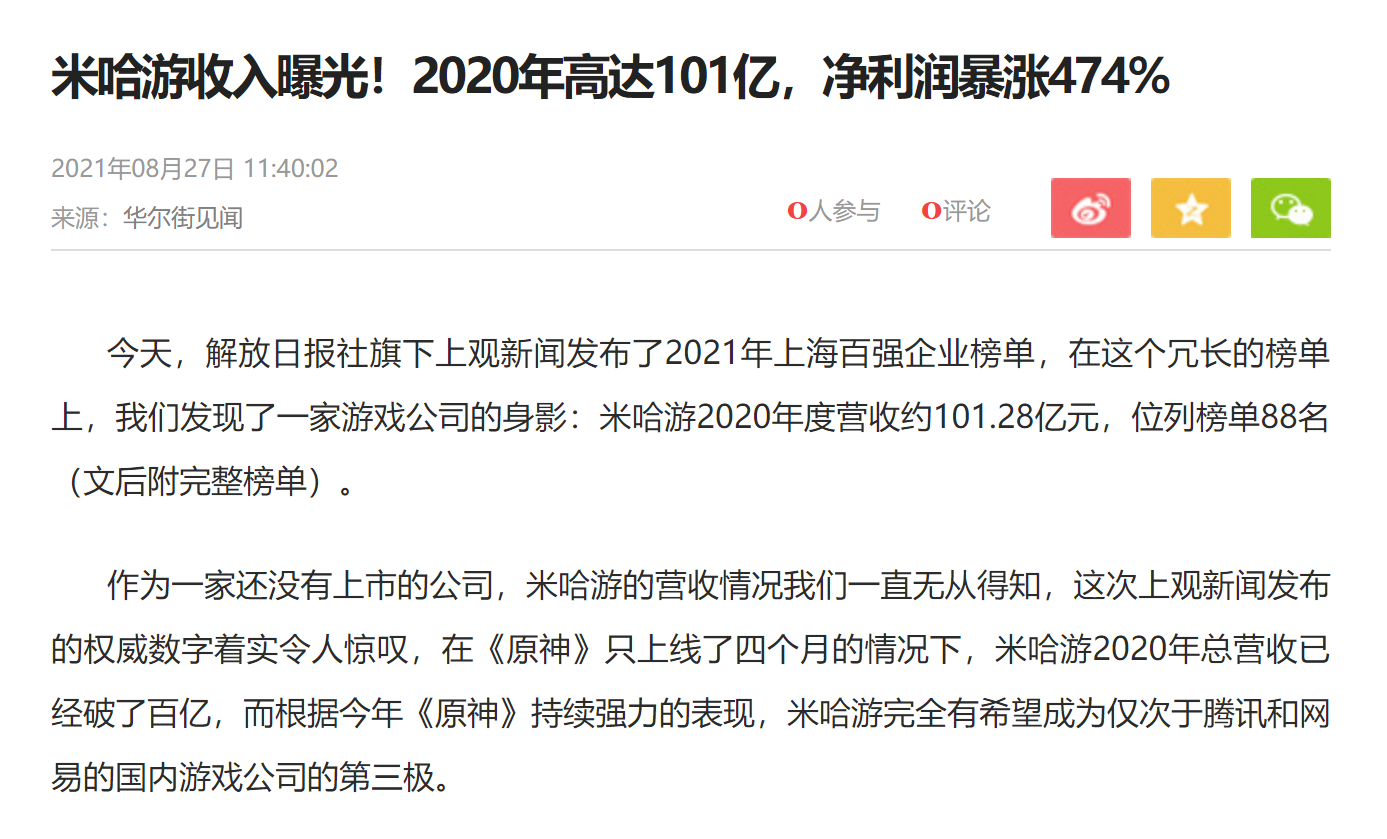 米哈游收入曝光！2020年高达101亿，净利润暴涨474%
2021年08月27日 11:40:02
来源：华尔街见闻
0人参与 0评论
今天，解放日报社旗下上观新闻发布了2021年上海百强企业榜单，在这个冗长的榜单
上，我们发现了一家游戏公司的身影：米哈游2020年度营收约101.28亿元，位列榜单88名
（文后附完整榜单）。
作为一家还没有上市的公司，米哈游的营收情况我们一直无从得知，这次上观新闻发布
的权威数字着实令人惊叹，在《原神》只上线了四个月的情况下，米哈游2020年总营收已
经破了百亿，而根据今年《原神》持续强力的表现，米哈游完全有希望成为仅次于腾讯和网
易的国内游戏公司的第三极。